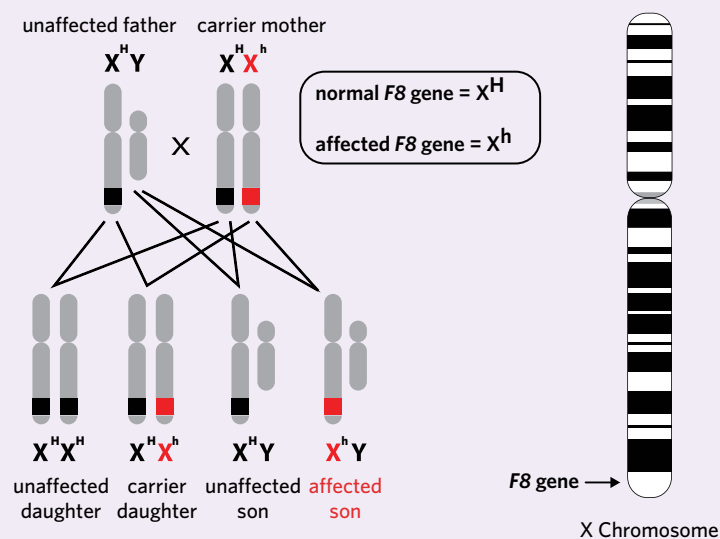 unaffected father carrier mother
XᴴY XᴴXʰ
normal F8 gene = Xᴴ
affected F8 gene = Xʰ
X
XᴴXᴴ XᴴXʰ XᴴY XʰY
unaffected carrier unaffected affected
daughter daughter son son
F8 gene
X Chromosome